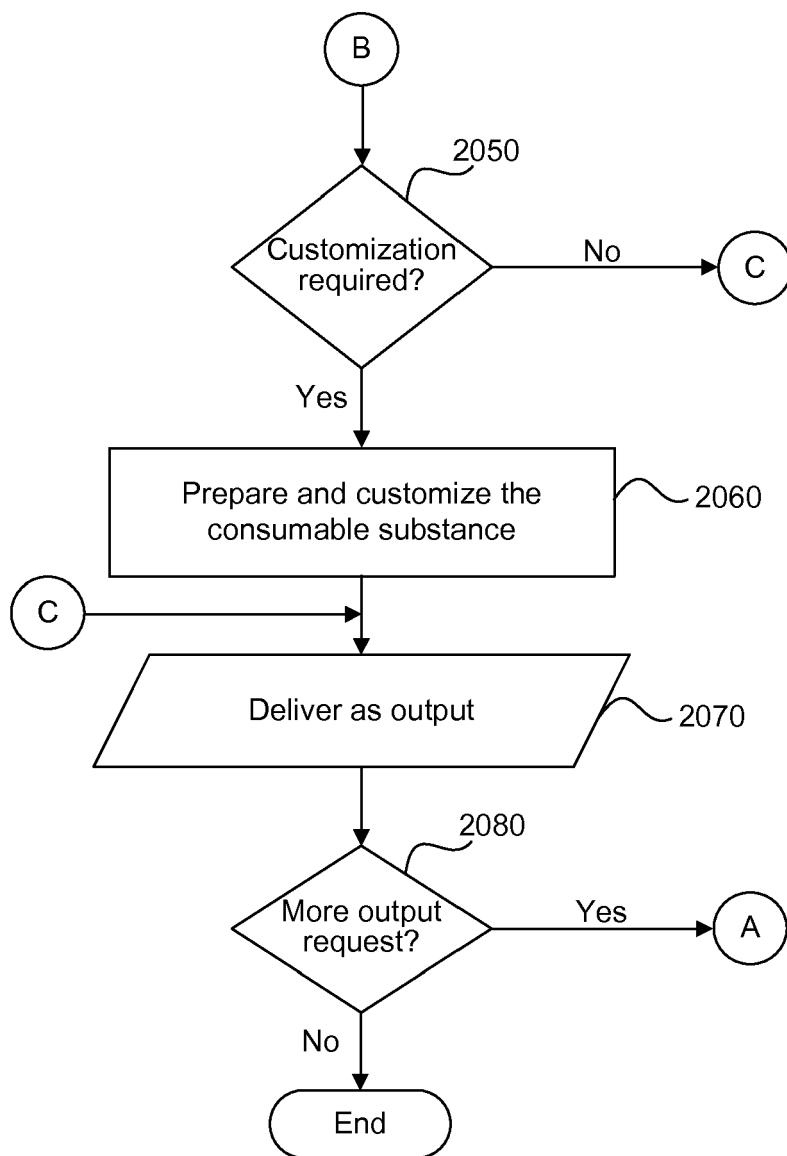 B
2050
Customization
required?
No
C
Yes
Prepare and customize the
consumable substance
2060
C
Deliver as output
2070
2080
More output
request?
Yes
A
No
End